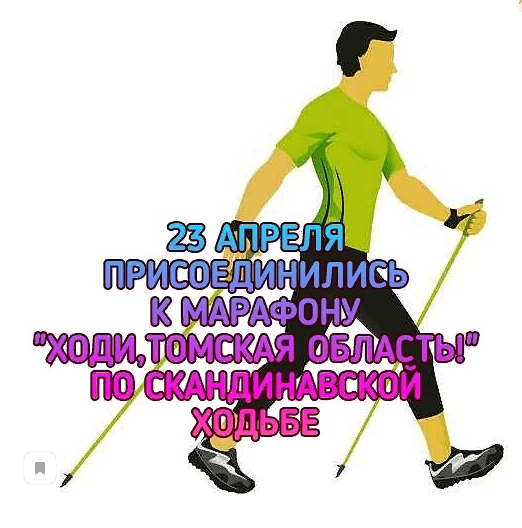 23 АПРЕЛЯ
ПРИСОЕДИНИЛИСЬ
К МАРАФОНУ
"ХОДИ,ТОМСКАЯ ОБЛАСТЬ!"
ПО СКАНДИНАВСКОЙ
ХОДЬБЕ